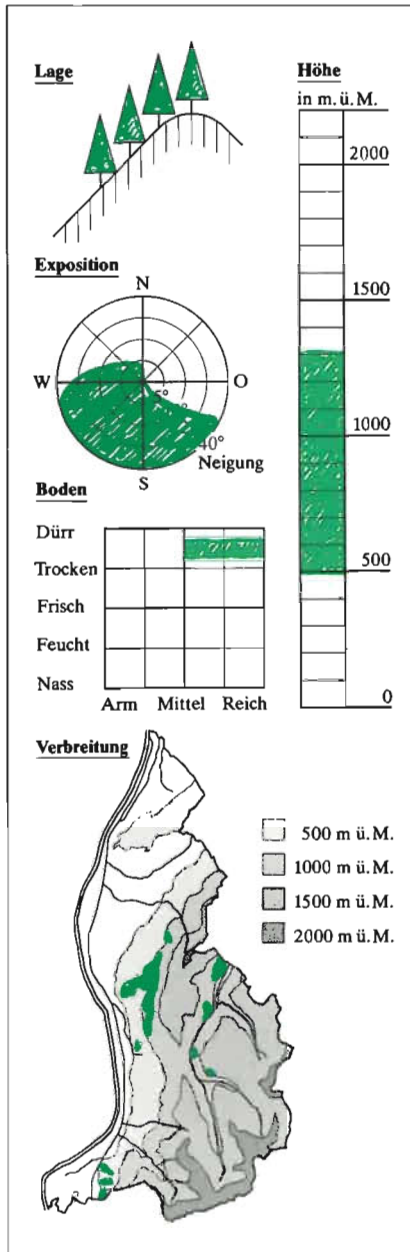 Lage
Höhe
in m. ü. M.
2000
1500
1000
500
0
Exposition
N
W
O
S
40°
Neigung
Boden
Dürr
Trocken
Frisch
Feucht
Nass
Arm Mittel Reich
Verbreitung
500 m ü. M.
1000 m ü. M.
1500 m ü. M.
2000 m ü. M.